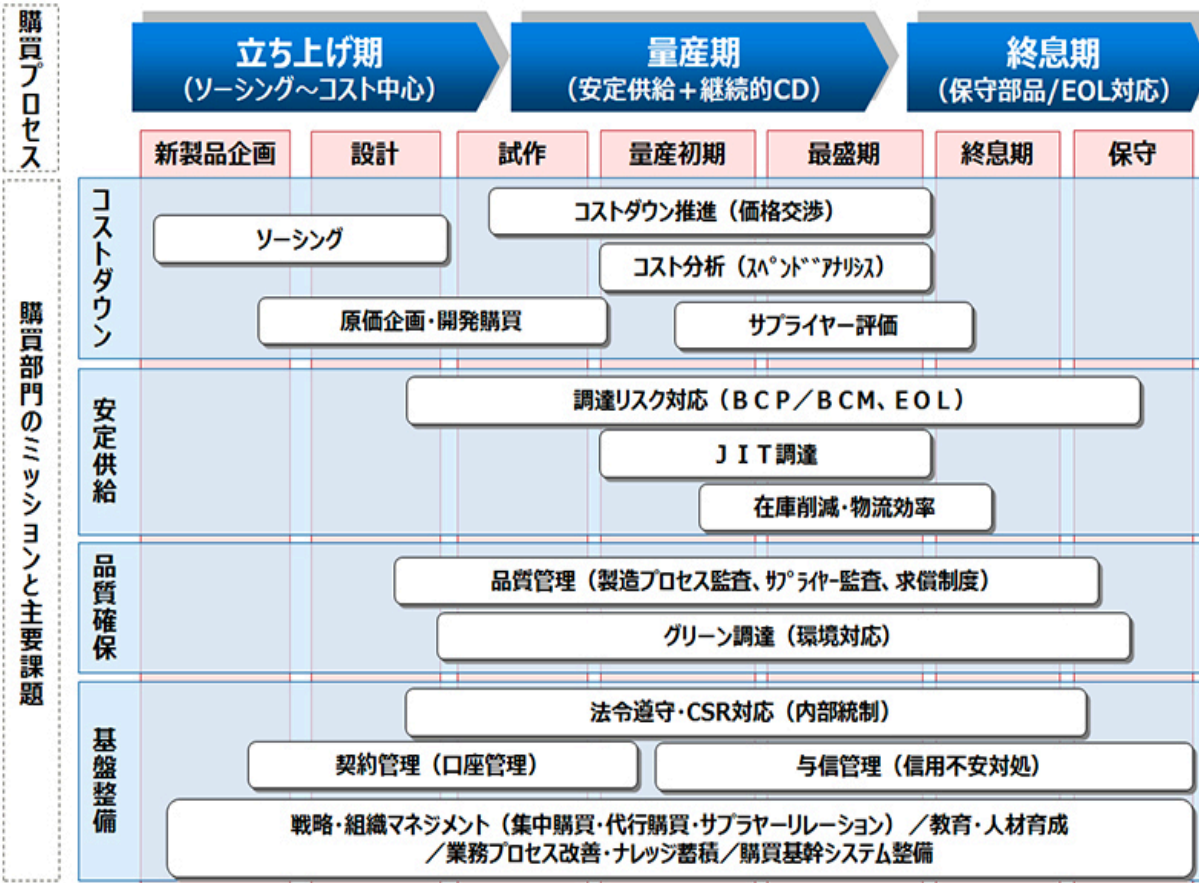 購買プロセス
立ち上げ期
（ソーシング～コスト中心）
量産期
（安定供給＋継続的CD）
終息期
（保守部品/EOL対応）
新製品企画
設計
試作
量産初期
最盛期
終息期
保守
購買部門のミッションと主要課題
コストダウン
コストダウン推進（価格交渉）
ソーシング
コスト分析（ｽﾍﾟﾝﾄﾞ゛ｱﾅﾘｼｽ）
原価企画・開発購買
サプライヤー評価
安定供給
調達リスク対応（ＢＣＰ／ＢＣＭ、ＥＯＬ）
ＪＩＴ調達
在庫削減・物流効率
品質確保
品質管理（製造プロセス監査、ｻﾌﾟﾗｲﾔｰ監査、求償制度）
グリーン調達（環境対応）
基盤整備
法令遵守・CSR対応（内部統制）
契約管理（口座管理）
与信管理（信用不安対処）
戦略・組織マネジメント（集中購買・代行購買・サプラヤーリレーション）／教育・人材育成
／業務プロセス改善・ナレッジ蓄積／購買基幹システム整備